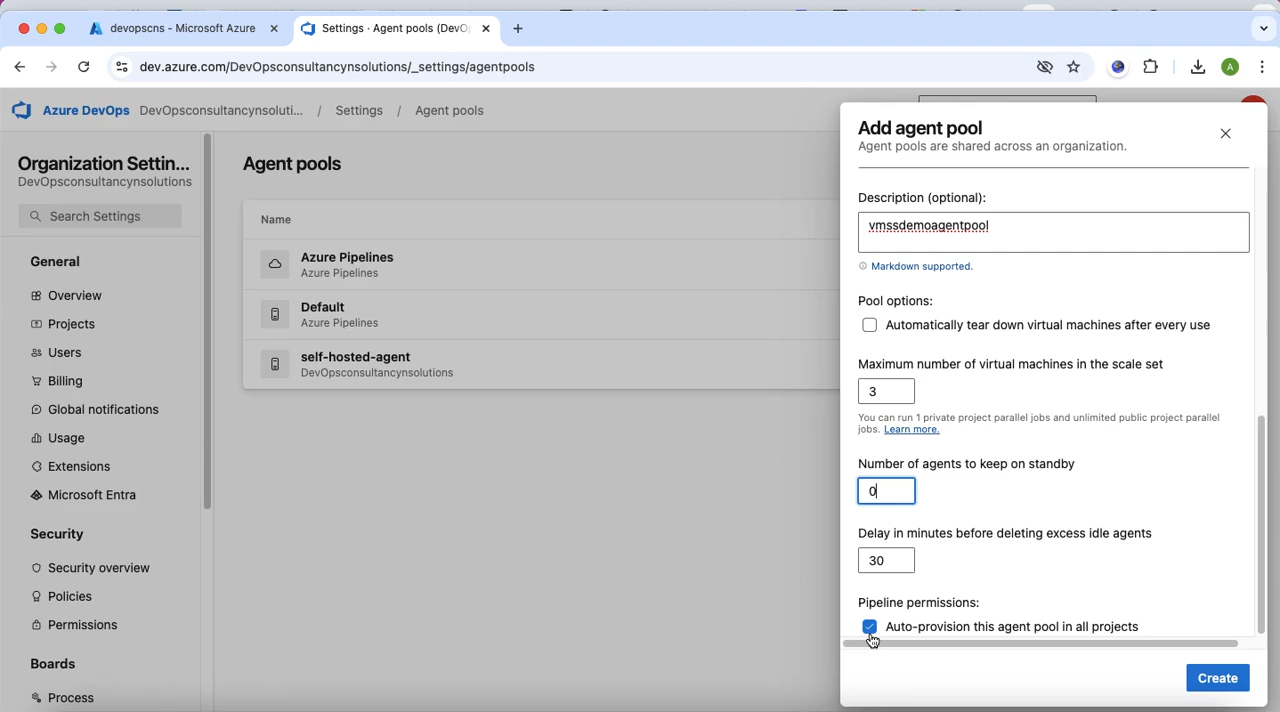 devopscns - Microsoft Azure
Settings · Agent pools (DevO
dev.azure.com/DevOpsconsultancynsolutions/_settings/agentpools
A
Azure DevOps DevOpsconsultancynsoluti... / Settings / Agent pools
Organization Settin...
DevOpsconsultancynsolutions
Search Settings
General
Overview
Projects
Users
Billing
Global notifications
Usage
Extensions
Microsoft Entra
Security
Security overview
Policies
Permissions
Boards
Process
Agent pools
Name
Azure Pipelines
Azure Pipelines
Default
Azure Pipelines
self-hosted-agent
DevOpsconsultancynsolutions
Add agent pool
Agent pools are shared across an organization.
Description (optional):
vmssdemoagentpool
Markdown supported.
Pool options:
Automatically tear down virtual machines after every use
Maximum number of virtual machines in the scale set
3
You can run 1 private project parallel jobs and unlimited public project parallel
jobs. Learn more.
Number of agents to keep on standby
0
Delay in minutes before deleting excess idle agents
30
Pipeline permissions:
Auto-provision this agent pool in all projects
Create